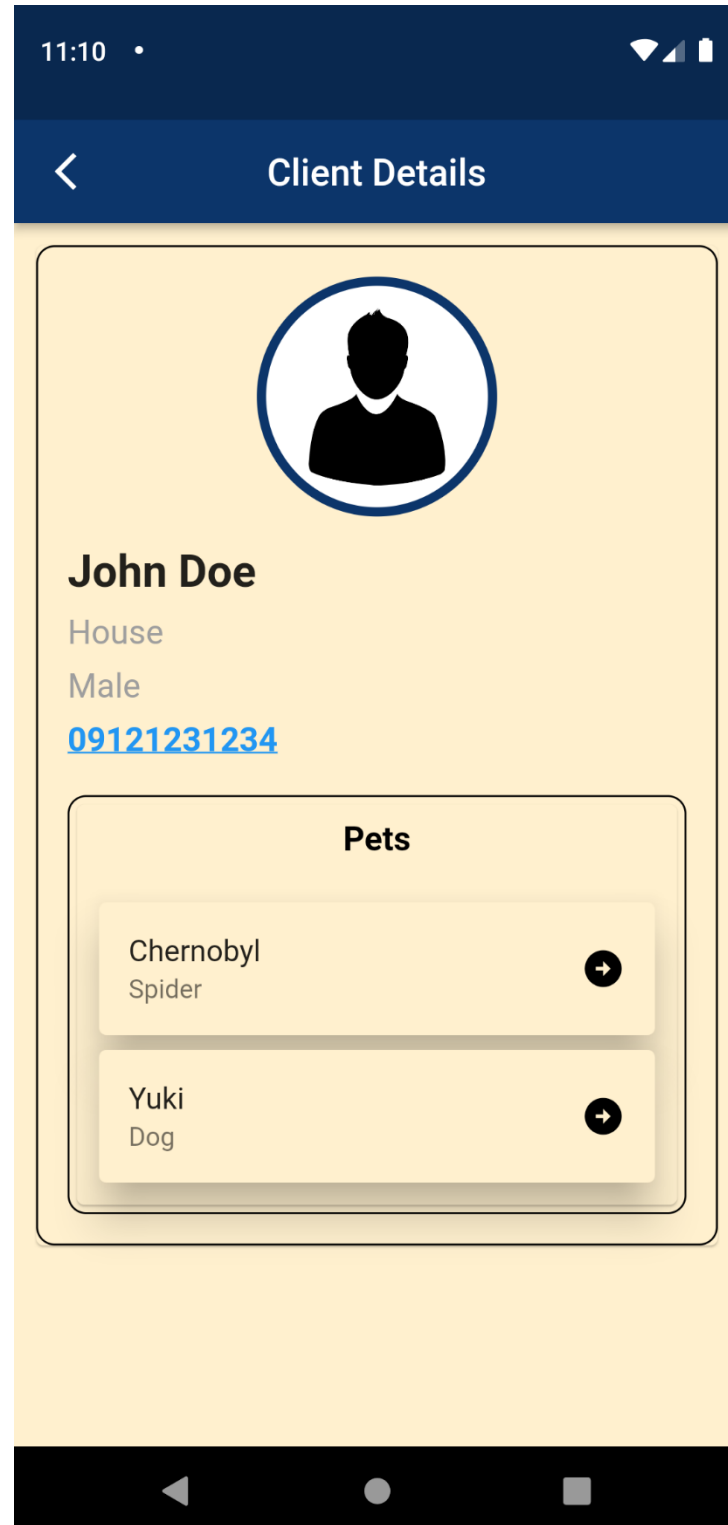 11:10
Client Details
John Doe
House
Male
09121231234
Pets
Chernobyl
Spider
Yuki
Dog